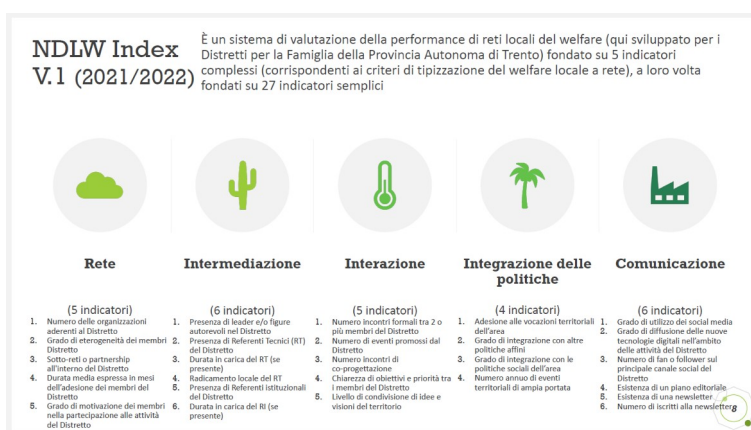 NDLW Index
V.1 (2021/2022)
È un sistema di valutazione della performance di reti locali del welfare (qui sviluppato per i
Distretti per la Famiglia della Provincia Autonoma di Trento) fondato su 5 indicatori
complessi (corrispondenti ai criteri di tipizzazione del welfare locale a rete), a loro volta
fondati su 27 indicatori semplici
Rete
(5 indicatori)
1. Numero delle organizzazioni
aderenti al Distretto
2. Grado di eterogeneità dei membri
Distretto
3. Sotto-reti o partnership
all'interno del Distretto
4. Durata media espressa in mesi
dell'adesione dei membri del
Distretto
5. Grado di motivazione dei membri
nella partecipazione alle attività
del Distretto
Intermediazione
(6 indicatori)
1. Presenza di leader e/o figure
autorevoli nel Distretto
2. Presenza di Referenti Tecnici (RT)
del Distretto
3. Durata in carica del RT (se
presente)
4. Radicamento locale del RT
5. Presenza di Referenti istituzionali
del Distretto
6. Durata in carica del RI (se
presente)
Interazione
(5 indicatori)
1. Numero incontri formali tra 2 o
più membri del Distretto
2. Numero di eventi promossi dal
Distretto
3. Numero di incontri di
co-progettazione
4. Chiarezza di obiettivi e priorità tra
i membri del Distretto
5. Livello di condivisione di idee e
visioni del territorio
Integrazione delle
politiche
(4 indicatori)
1. Adesione alle vocazioni territoriali
dell'area
2. Grado di integrazione con altre
politiche affini
3. Grado di integrazione con le
politiche sociali dell'area
4. Numero annuo di eventi
territoriali di ampia portata
Comunicazione
(6 indicatori)
1. Grado di utilizzo dei social media
2. Grado di diffusione delle nuove
tecnologie digitali nell'ambito
delle attività del Distretto
3. Numero di fan o follower sul
principale canale social del
Distretto
4. Esistenza di un piano editoriale
5. Esistenza di una newsletter
6. Numero di iscritti alla newsletter
8